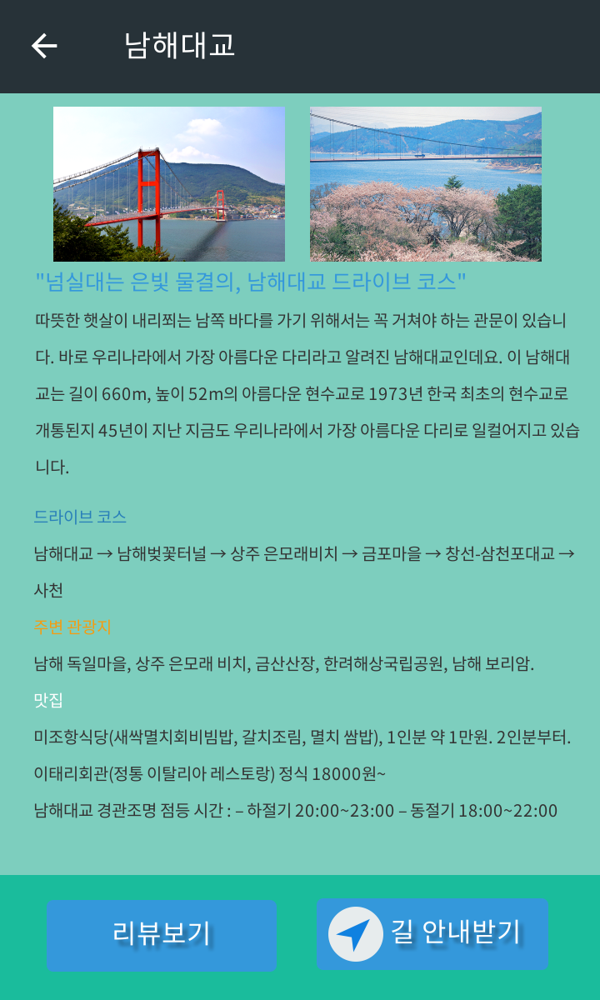 남해대교
"넘실대는 은빛 물결의, 남해대교 드라이브 코스"
따뜻한 햇살이 내리쬐는 남쪽 바다를 가기 위해서는 꼭 거쳐야 하는 관문이 있습니
다. 바로 우리나라에서 가장 아름다운 다리라고 알려진 남해대교인데요. 이 남해대
교는 길이 660m, 높이 52m의 아름다운 현수교로 1973년 한국 최초의 현수교로
개통된지 45년이 지난 지금도 우리나라에서 가장 아름다운 다리로 일컬어지고 있습
니다.
드라이브 코스
남해대교 → 남해벚꽃터널 → 상주 은모래비치 → 금포마을 → 창선-삼천포대교 →
사천
주변 관광지
남해 독일마을, 상주 은모래 비치, 금산산장, 한려해상국립공원, 남해 보리암.
맛집
미조항식당(새싹멸치회비빔밥, 갈치조림, 멸치 쌈밥), 1인분 약 1만원. 2인분부터.
이태리회관(정통 이탈리아 레스토랑) 정식 18000원~
남해대교 경관조명 점등 시간 : – 하절기 20:00~23:00 – 동절기 18:00~22:00
리뷰보기
길 안내받기